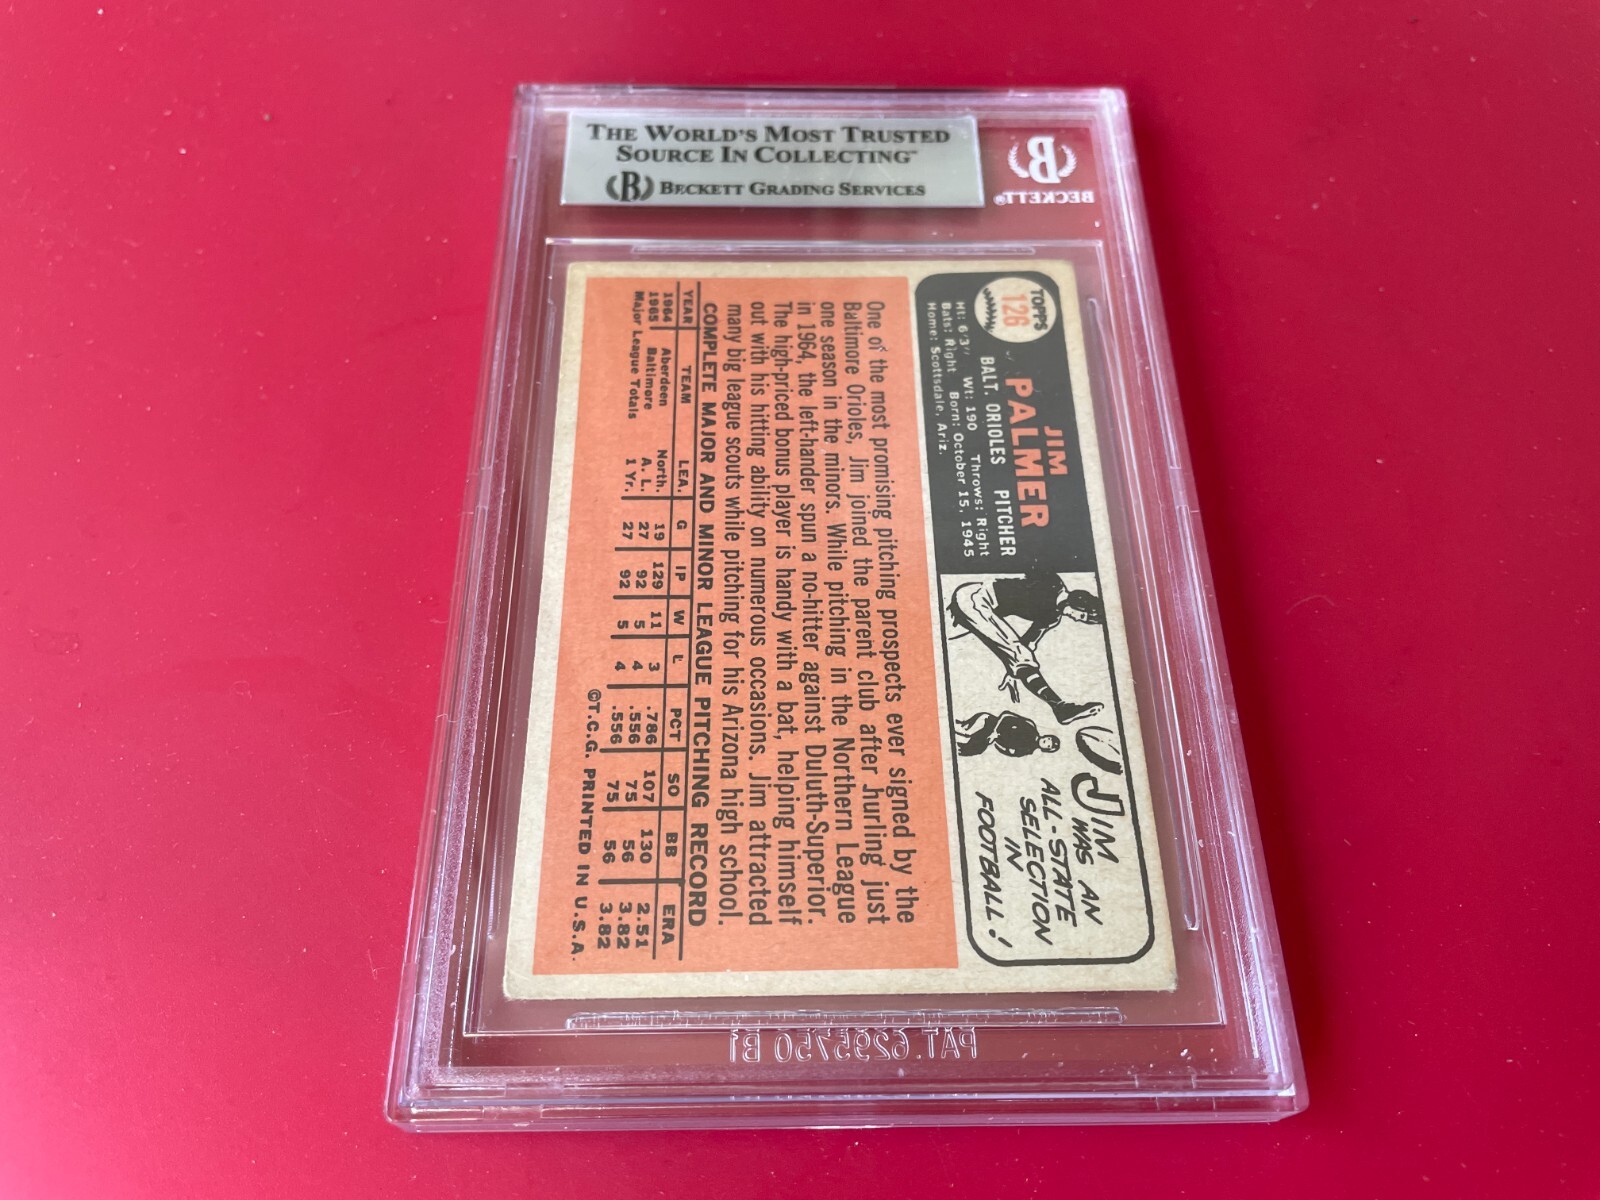 THE WORLD'S MOST TRUSTED
SOURCE IN COLLECTING™
B BECKETT GRADING SERVICES
B
BECKETT®
TOPPS
126
JIM
PALMER
BALT. ORIOLES PITCHER
Ht: 6'3" Wt: 190 Throws: Right
Bats: Right Born: October 15, 1945
Home: Scottsdale, Ariz.
JIM
WAS AN
ALL-STATE
SELECTION
IN
FOOTBALL!
One of the most promising pitching prospects ever signed by the
Baltimore Orioles, Jim joined the parent club after hurling just
one season in the minors. While pitching in the Northern League
in 1964, the left-hander spun a no-hitter against Duluth-Superior.
The high-priced bonus player is handy with a bat, helping himself
out with his hitting ability on numerous occasions. Jim attracted
many big league scouts while pitching for his Arizona high school.
COMPLETE MAJOR AND MINOR LEAGUE PITCHING RECORD
YEAR TEAM LEA. G IP W L PCT SO BB ERA
1964 Aberdeen North. 19 129 11 3 .786 107 130 2.51
1965 Baltimore A. L. 27 92 5 4 .556 75 56 3.82
Major League Totals 1 Yr. 27 92 5 4 .556 75 56 3.82
©T.C.G. PRINTED IN U.S.A.
PAT. 6295750 B1